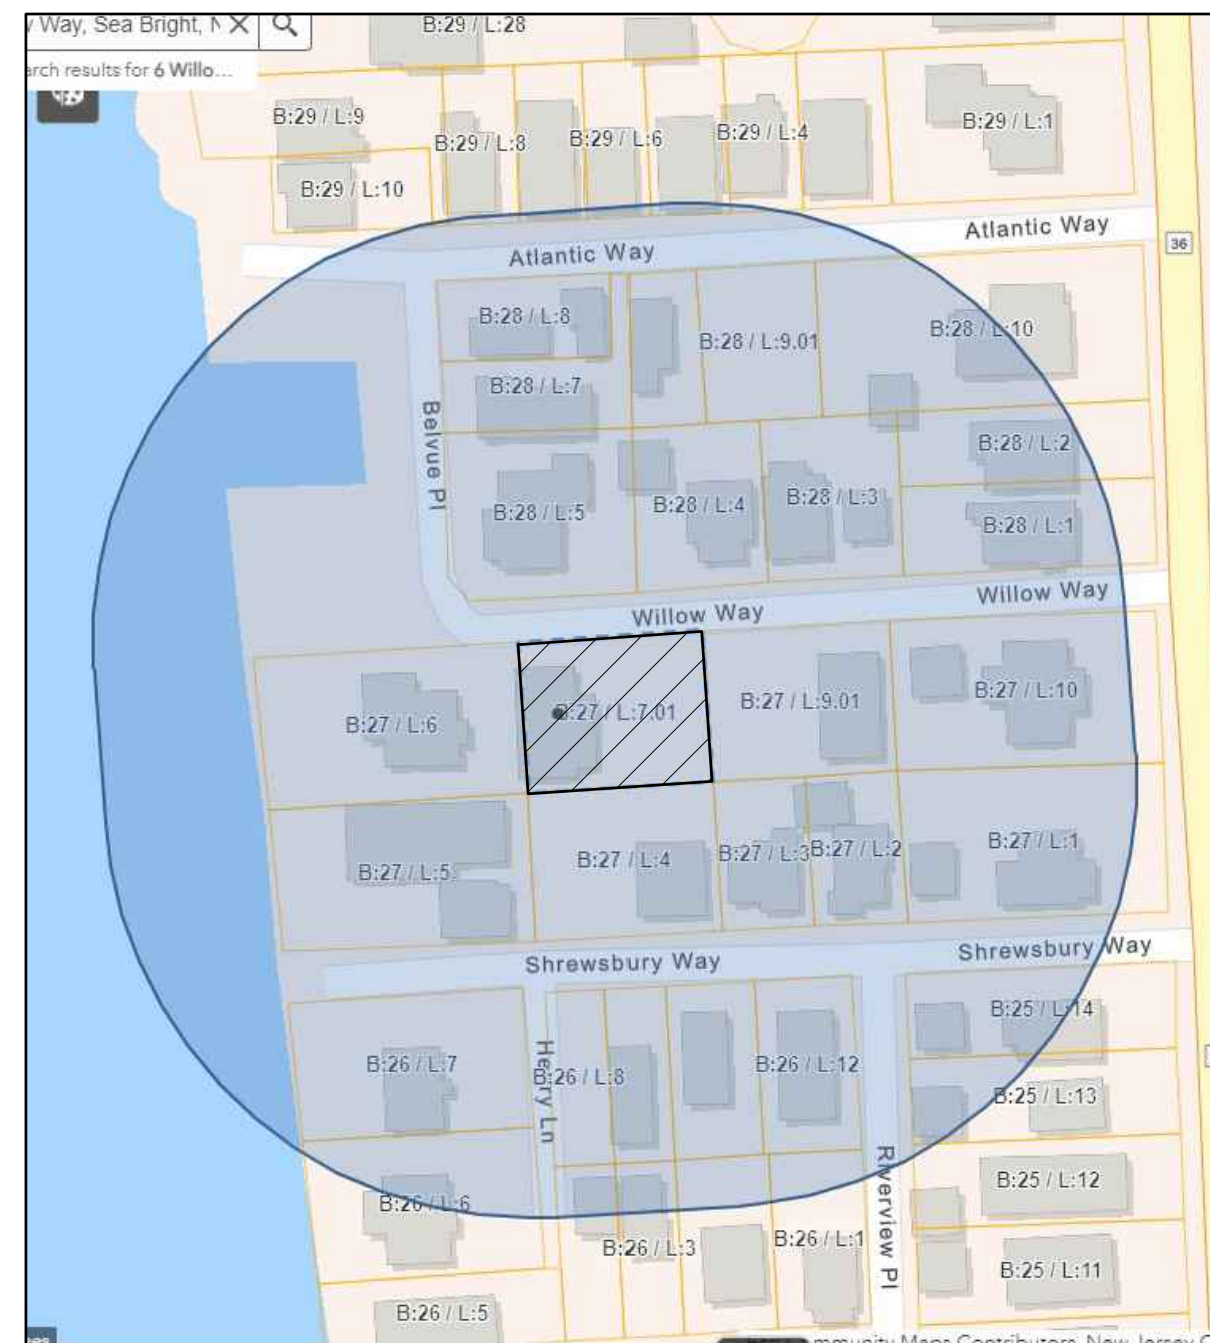 Way, Sea Bright, N
arch results for 6 Willo...
B:29 / L:28
B:29 / L:9
B:29 / L:8
B:29 / L:6
B:29 / L:4
B:29 / L:1
B:29 / L:10
Atlantic Way
Atlantic Way
36
B:28 / L:8
B:28 / L:9.01
B:28 / L:10
B:28 / L:7
Belvue Pl
B:28 / L:2
B:28 / L:5
B:28 / L:4
B:28 / L:3
B:28 / L:1
Willow Way
Willow Way
B:27 / L:6
B:27 / L:7.01
B:27 / L:9.01
B:27 / L:10
B:27 / L:5
B:27 / L:4
B:27 / L:3
B:27 / L:2
B:27 / L:1
Shrewsbury Way
Shrewsbury Way
B:26 / L:7
Henry Ln
B:26 / L:8
B:26 / L:12
B:25 / L:14
B:25 / L:13
Riverview Pl
B:25 / L:12
B:26 / L:6
B:26 / L:3
B:26 / L:1
B:25 / L:11
B:26 / L:5
mmunity Maps Contributors, New Jersey